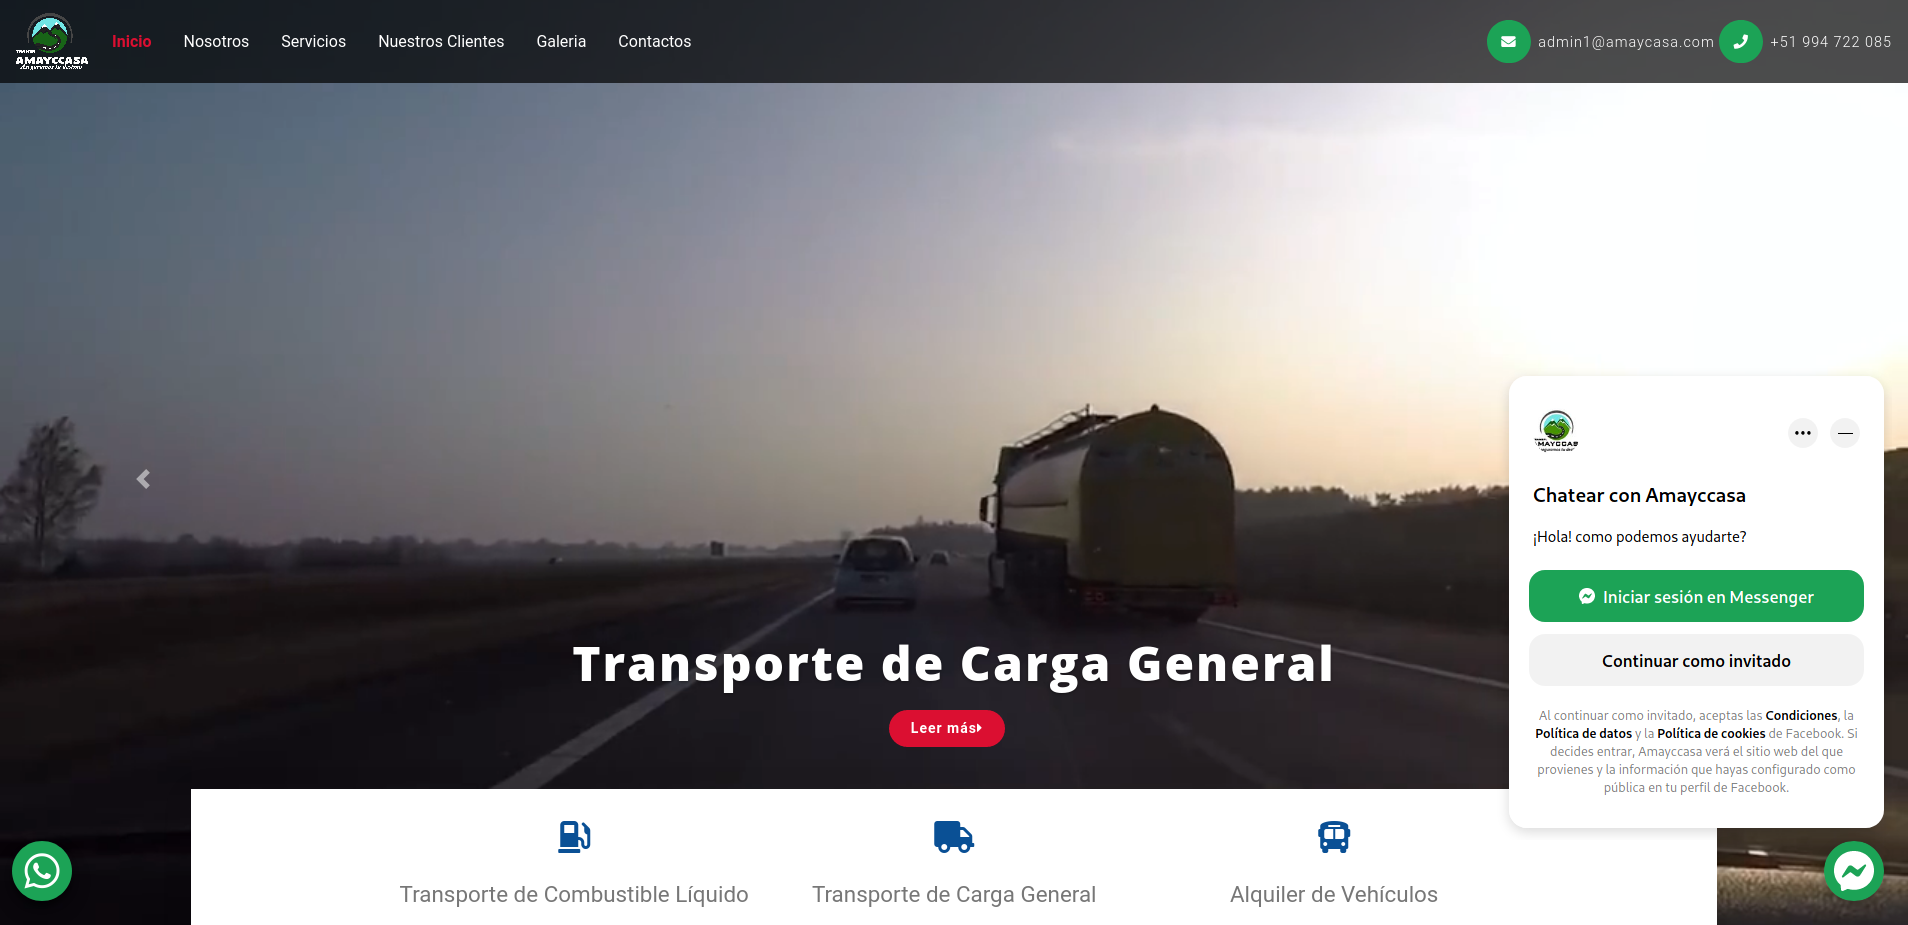 AMAYCCASA
Inicio
Nosotros
Servicios
Nuestros Clientes
Galeria
Contactos
admin1@amaycasa.com
+51 994 722 085
Transporte de Carga General
Leer más
Chatear con Amayccasa
¡Hola! como podemos ayudarte?
Iniciar sesión en Messenger
Continuar como invitado
Al continuar como invitado, aceptas las Condiciones, la
Política de datos y la Política de cookies de Facebook. Si
decides entrar, Amayccasa verá el sitio web del que
provienes y la información que hayas configurado como
pública en tu perfil de Facebook.
Transporte de Combustible Líquido
Transporte de Carga General
Alquiler de Vehículos